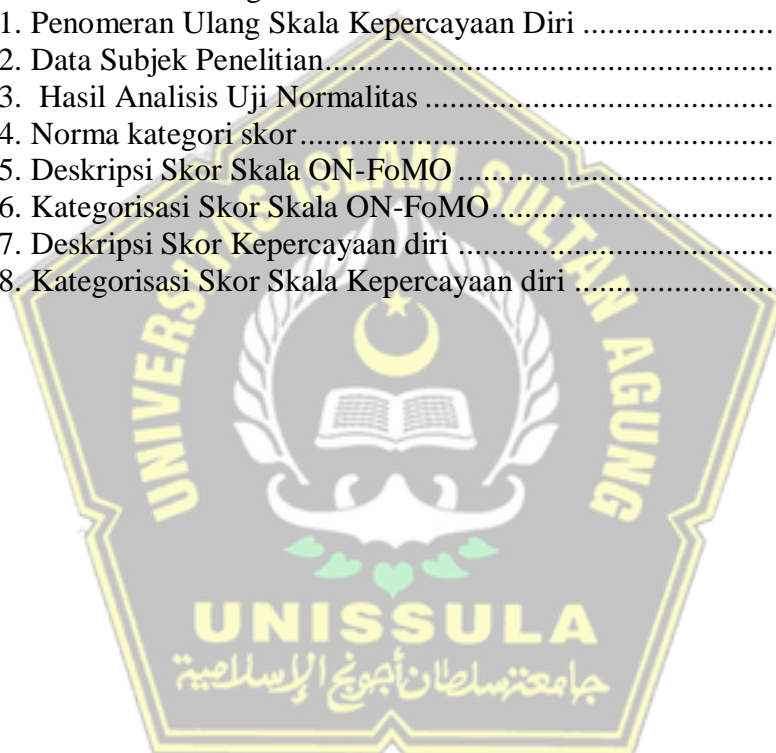 1. Penomeran Ulang Skala Kepercayaan Diri ........................
2. Data Subjek Penelitian................................................................
3. Hasil Analisis Uji Normalitas ................................................
4. Norma kategori skor................................................................
5. Deskripsi Skor Skala ON-FoMO ............................................
6. Kategorisasi Skor Skala ON-FoMO........................................
7. Deskripsi Skor Kepercayaan diri ............................................
8. Kategorisasi Skor Skala Kepercayaan diri ..........................
UNIVERSITAS ISLAM SULTAN AGUNG
UNISSULA
جامعتسلطان أجونج الإسلامية